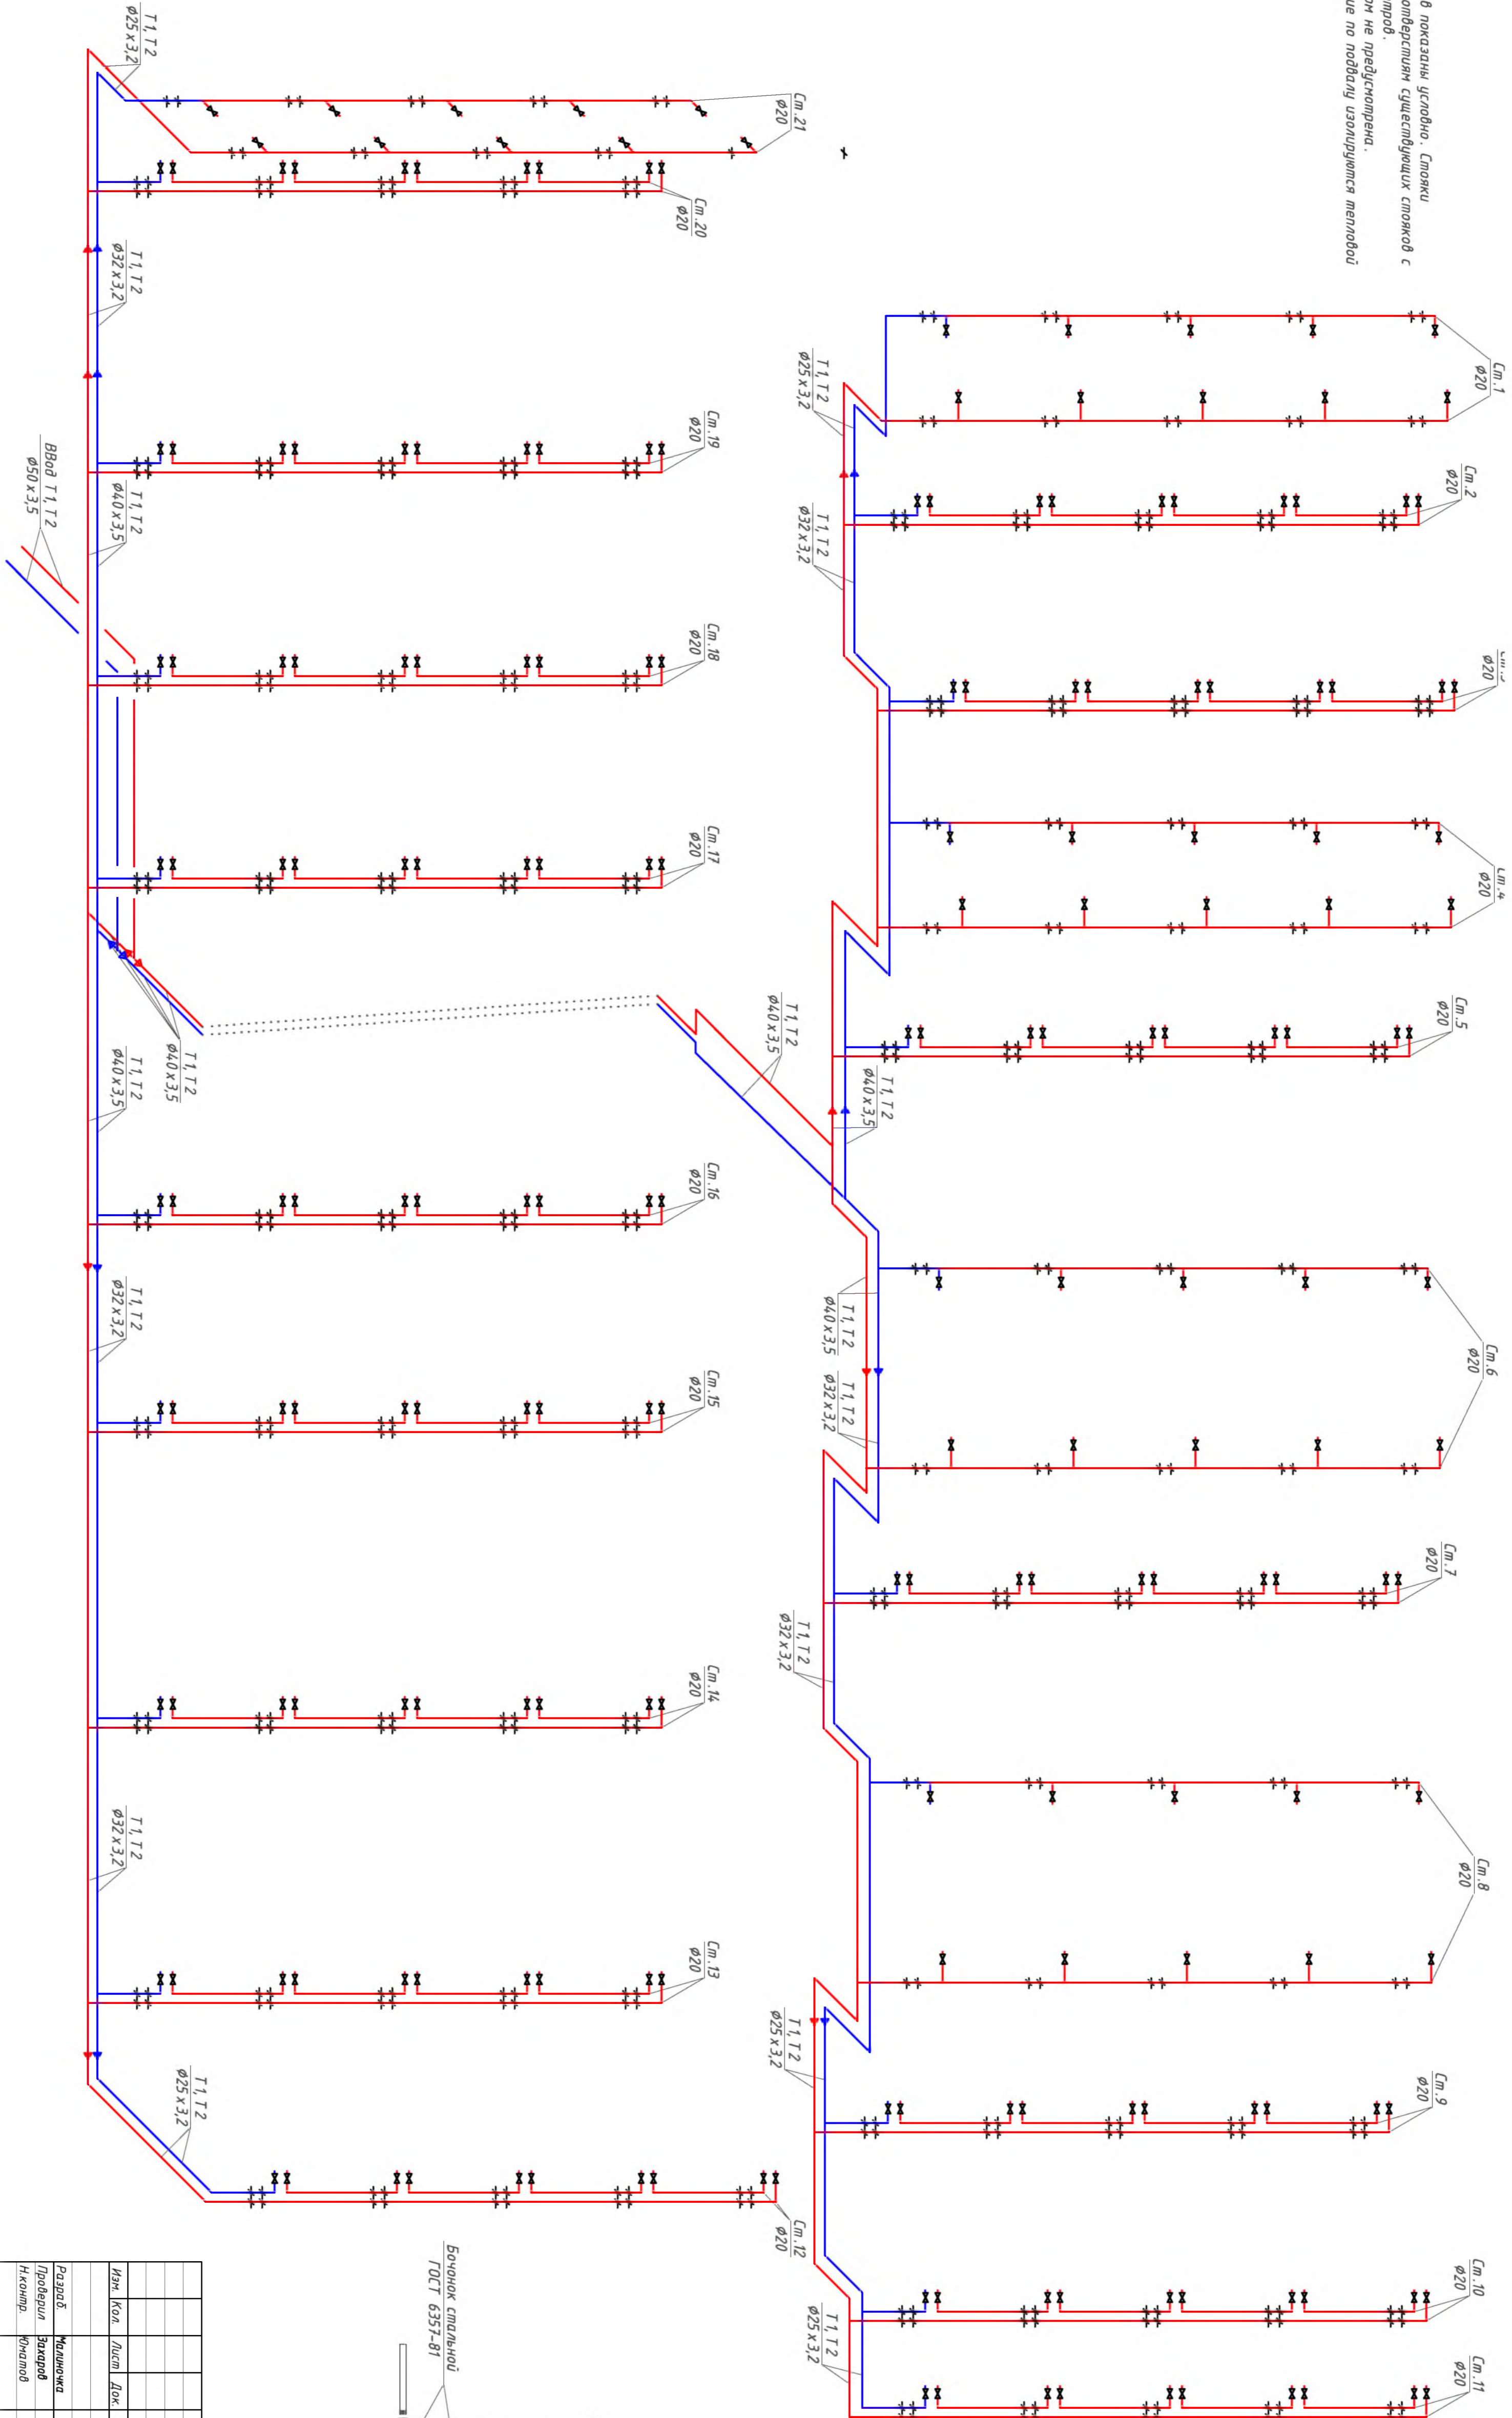 в показаны условно. Стояки
отверстиям существующих стояков с
тров.
ом не предусмотрена.
ие по подвалу изолируются тепловой
Ст.1
Ø20
Ст.2
Ø20
Ø20
Ст.4
Ø20
Ст.5
Ø20
Ст.6
Ø20
Ст.7
Ø20
Ст.8
Ø20
Ст.9
Ø20
Ст.10
Ø20
Ст.11
Ø20
Т1, Т2
Ø25х3,2
Т1, Т2
Ø32х3,2
Т1, Т2
Ø40х3,5
Т1, Т2
Ø40х3,5
Т1, Т2
Ø40х3,5
Т1, Т2
Ø32х3,2
Т1, Т2
Ø32х3,2
Т1, Т2
Ø25х3,2
Т1, Т2
Ø25х3,2
Ст.21
Ø20
Ст.20
Ø20
Ст.19
Ø20
Ст.18
Ø20
Ст.17
Ø20
Ст.16
Ø20
Ст.15
Ø20
Ст.14
Ø20
Ст.13
Ø20
Ст.12
Ø20
Т1, Т2
Ø25х3,2
Т1, Т2
Ø32х3,2
Т1, Т2
Ø40х3,5
ВВод Т1, Т2
Ø50х3,5
Т1, Т2
Ø40х3,5
Т1, Т2
Ø40х3,5
Т1, Т2
Ø32х3,2
Т1, Т2
Ø32х3,2
Т1, Т2
Ø25х3,2
Бочонок стальной
ГОСТ 6357-81
Изм. Кол. Лист Док.
Разраб. Малиночка
Проверил Захаров
Н.контр. Юматов